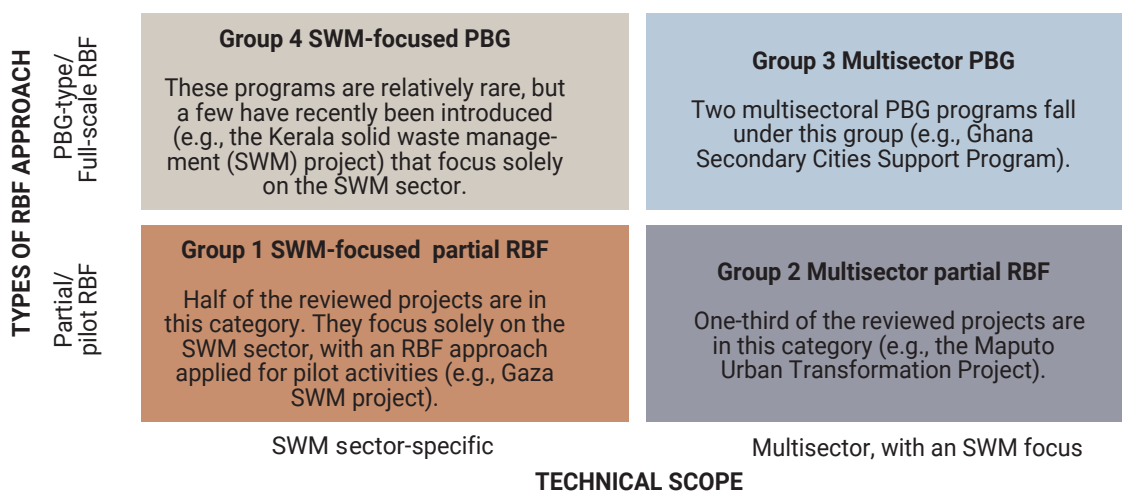 TYPES OF RBF APPROACH
PBG-type/
Full-scale RBF
Group 4 SWM-focused PBG
These programs are relatively rare, but
a few have recently been introduced
(e.g., the Kerala solid waste manage-
ment (SWM) project) that focus solely
on the SWM sector.
Group 3 Multisector PBG
Two multisectoral PBG programs fall
under this group (e.g., Ghana
Secondary Cities Support Program).
Partial/
pilot RBF
Group 1 SWM-focused partial RBF
Half of the reviewed projects are in
this category. They focus solely on the
SWM sector, with an RBF approach
applied for pilot activities (e.g., Gaza
SWM project).
Group 2 Multisector partial RBF
One-third of the reviewed projects are
in this category (e.g., the Maputo
Urban Transformation Project).
SWM sector-specific
Multisector, with an SWM focus
TECHNICAL SCOPE